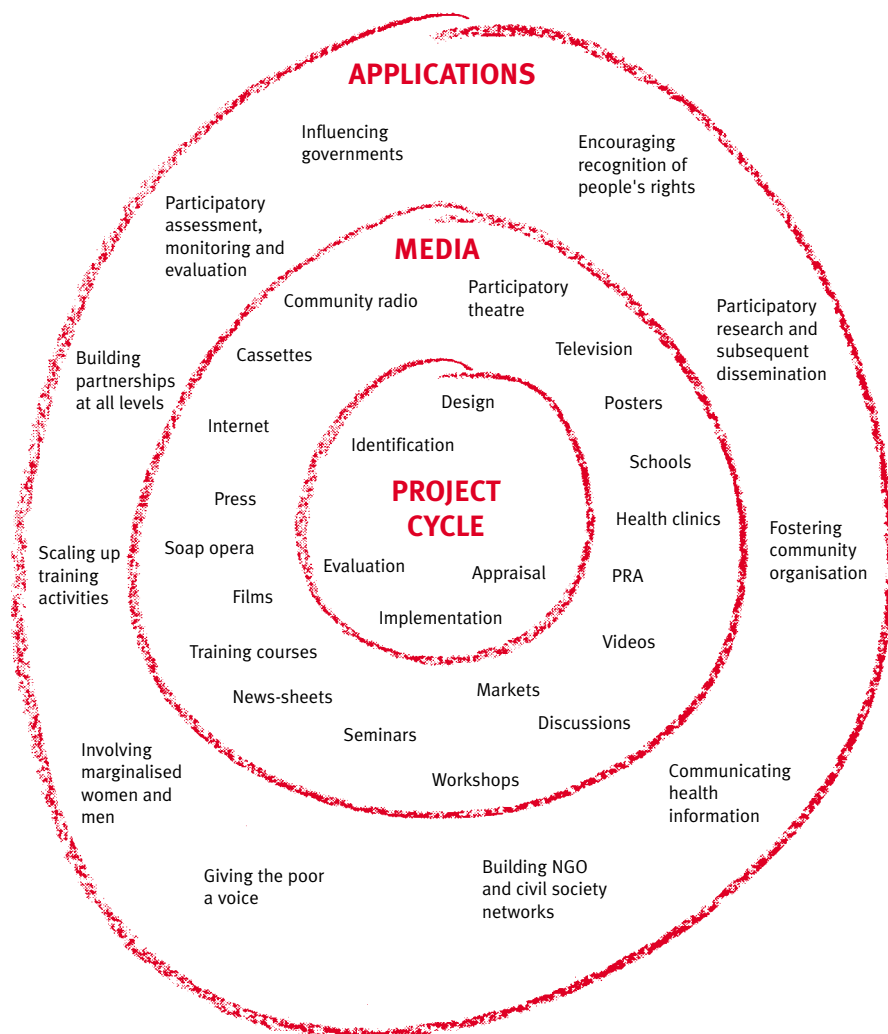 APPLICATIONS
Influencing
governments
Encouraging
recognition of
people's rights
Participatory
assessment,
monitoring and
evaluation
Participatory
research and
subsequent
dissemination
Building
partnerships
at all levels
Fostering
community
organisation
Scaling up
training
activities
Involving
marginalised
women and
men
Communicating
health
information
Giving the poor
a voice
Building NGO
and civil society
networks
MEDIA
Community radio
Participatory
theatre
Cassettes
Television
Internet
Posters
Schools
Press
Health clinics
Soap opera
PRA
Films
Videos
Training courses
News-sheets
Markets
Discussions
Seminars
Workshops
Design
Identification
PROJECT
CYCLE
Evaluation
Appraisal
Implementation